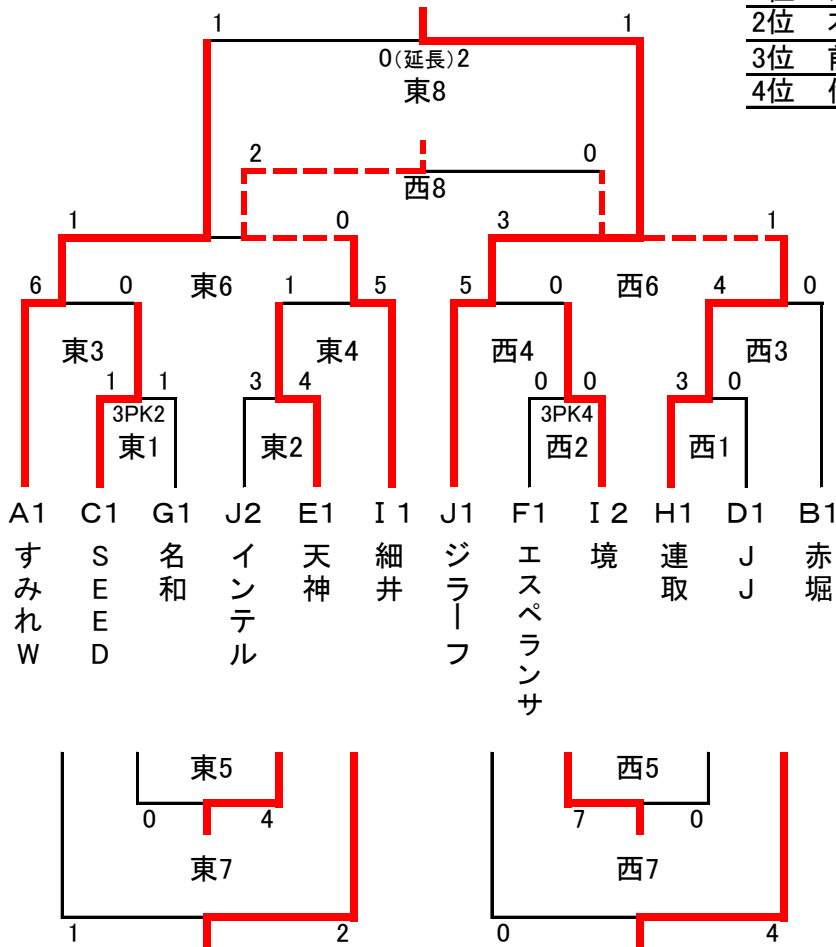 1 1
2位
0(延長)2
3位
東8
4位
2 0
西8
1 0 3 1
東6 西6
6 0 1 5 5 0 4 0
東3 東4 西4 西3
1 1 3 4 0 0 3 0
3PK2 3PK4
東1 東2 西2 西1
A1 C1 G1 J2 E1 I1 J1 F1 I2 H1 D1 B1
すみれW
SEED
名和
インテル
天神
細井
ジラーフ
エスペランサ
境
連取
JJ
赤堀
東5 西5
0 4 7 0
東7 西7
1 2 0 4